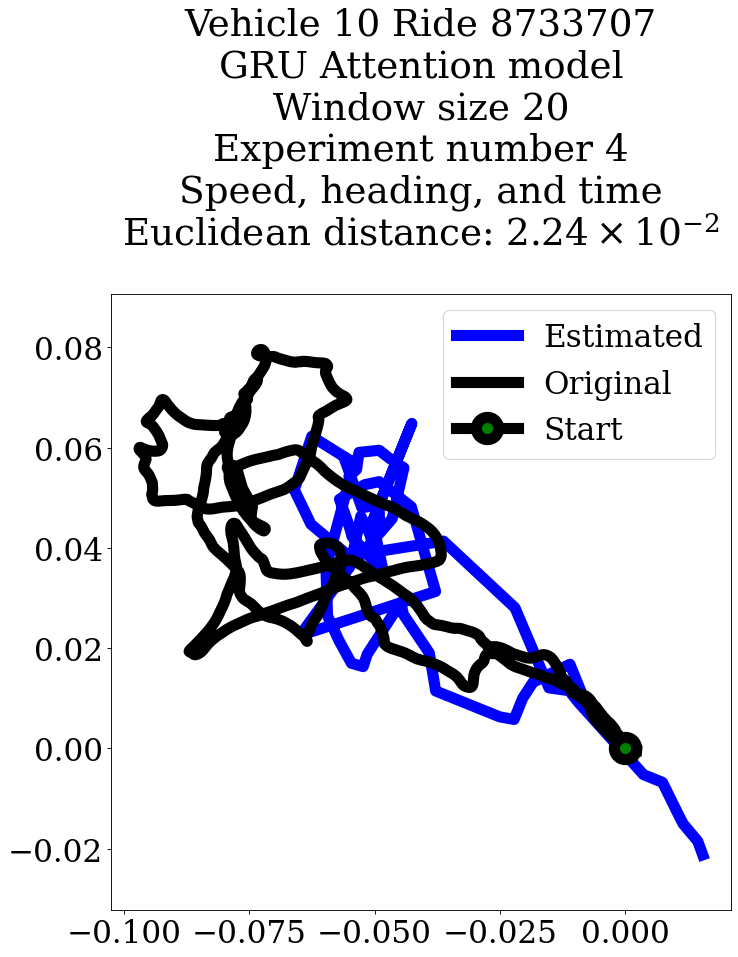 Vehicle 10 Ride 8733707
GRU Attention model
Window size 20
Experiment number 4
Speed, heading, and time
Euclidean distance: 2.24 × 10⁻²
Estimated
Original
Start
0.08
0.06
0.04
0.02
0.00
−0.02
−0.100 −0.075 −0.050 −0.025 0.000